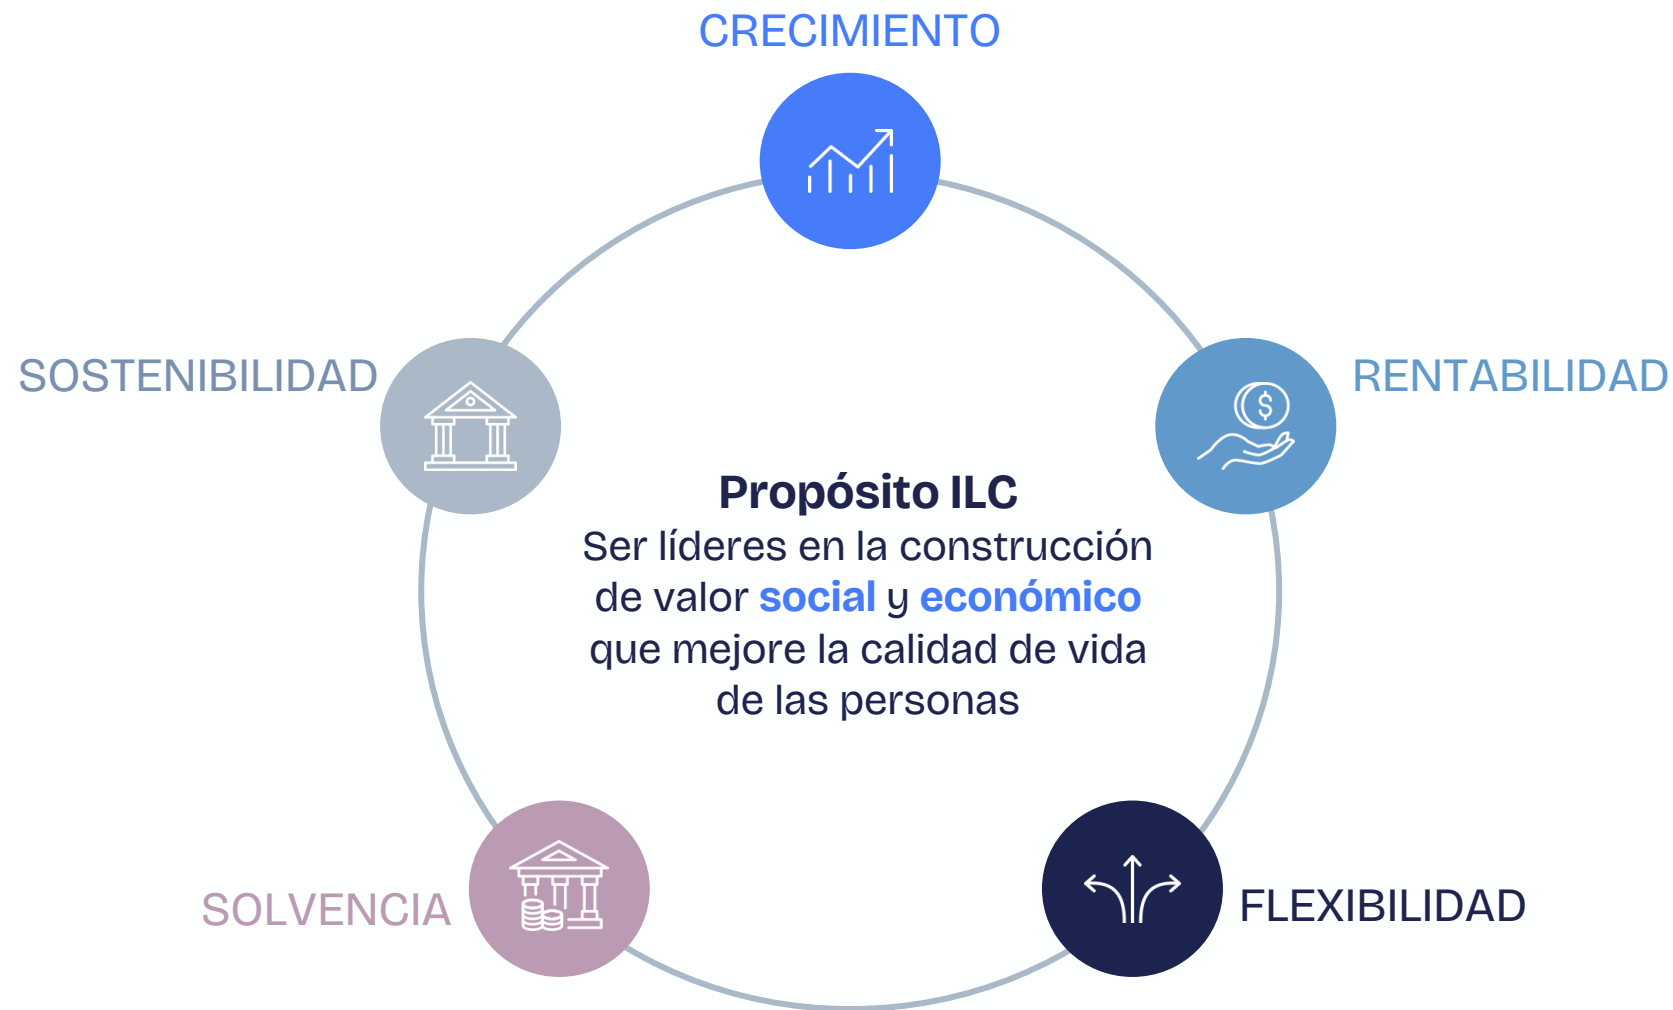 CRECIMIENTO
SOSTENIBILIDAD
RENTABILIDAD
$
Propósito ILC
Ser líderes en la construcción
de valor social y económico
que mejore la calidad de vida
de las personas
SOLVENCIA
FLEXIBILIDAD